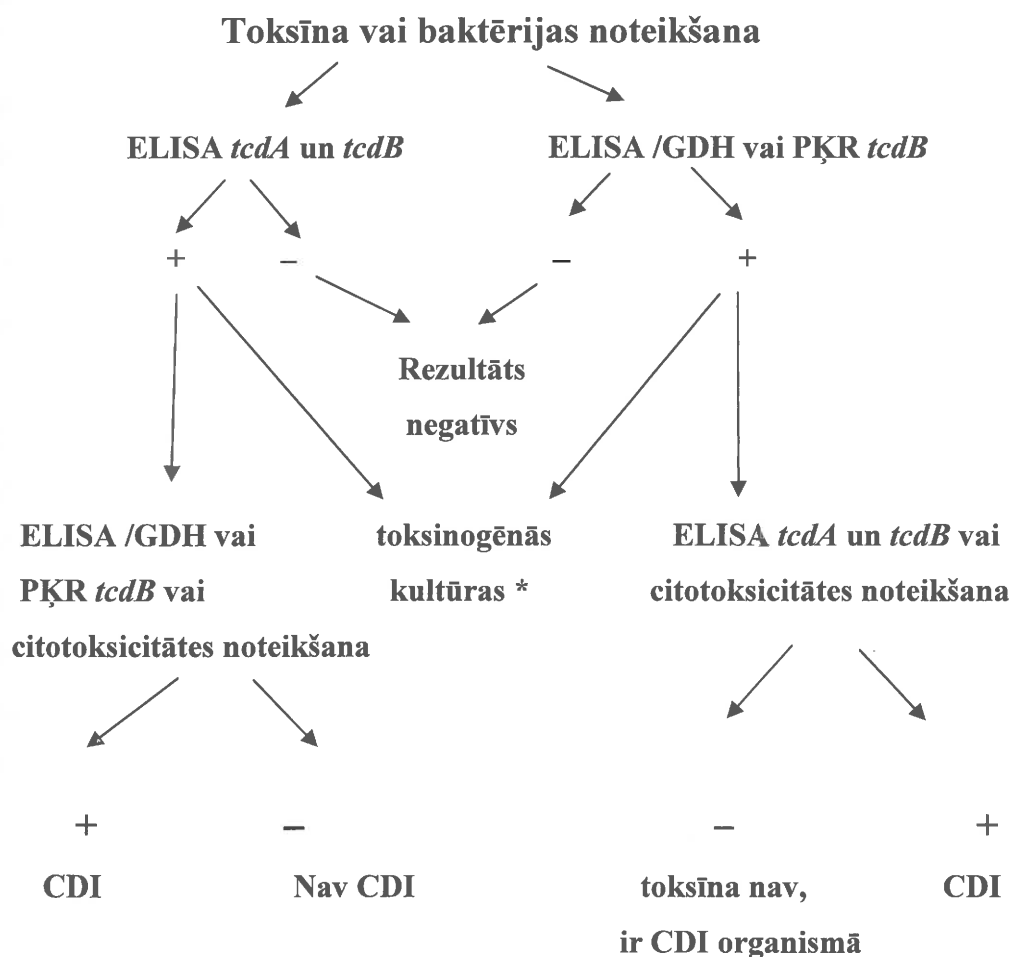 Toksīna vai baktērijas noteikšana
ELISA tcdA un tcdB
ELISA /GDH vai PĶR tcdB
+
–
–
+
Rezultāts
negatīvs
ELISA /GDH vai
PĶR tcdB vai
citotoksicitātes noteikšana
toksinogēnās
kultūras *
ELISA tcdA un tcdB vai
citotoksicitātes noteikšana
+
–
–
+
CDI
Nav CDI
toksīna nav,
ir CDI organismā
CDI